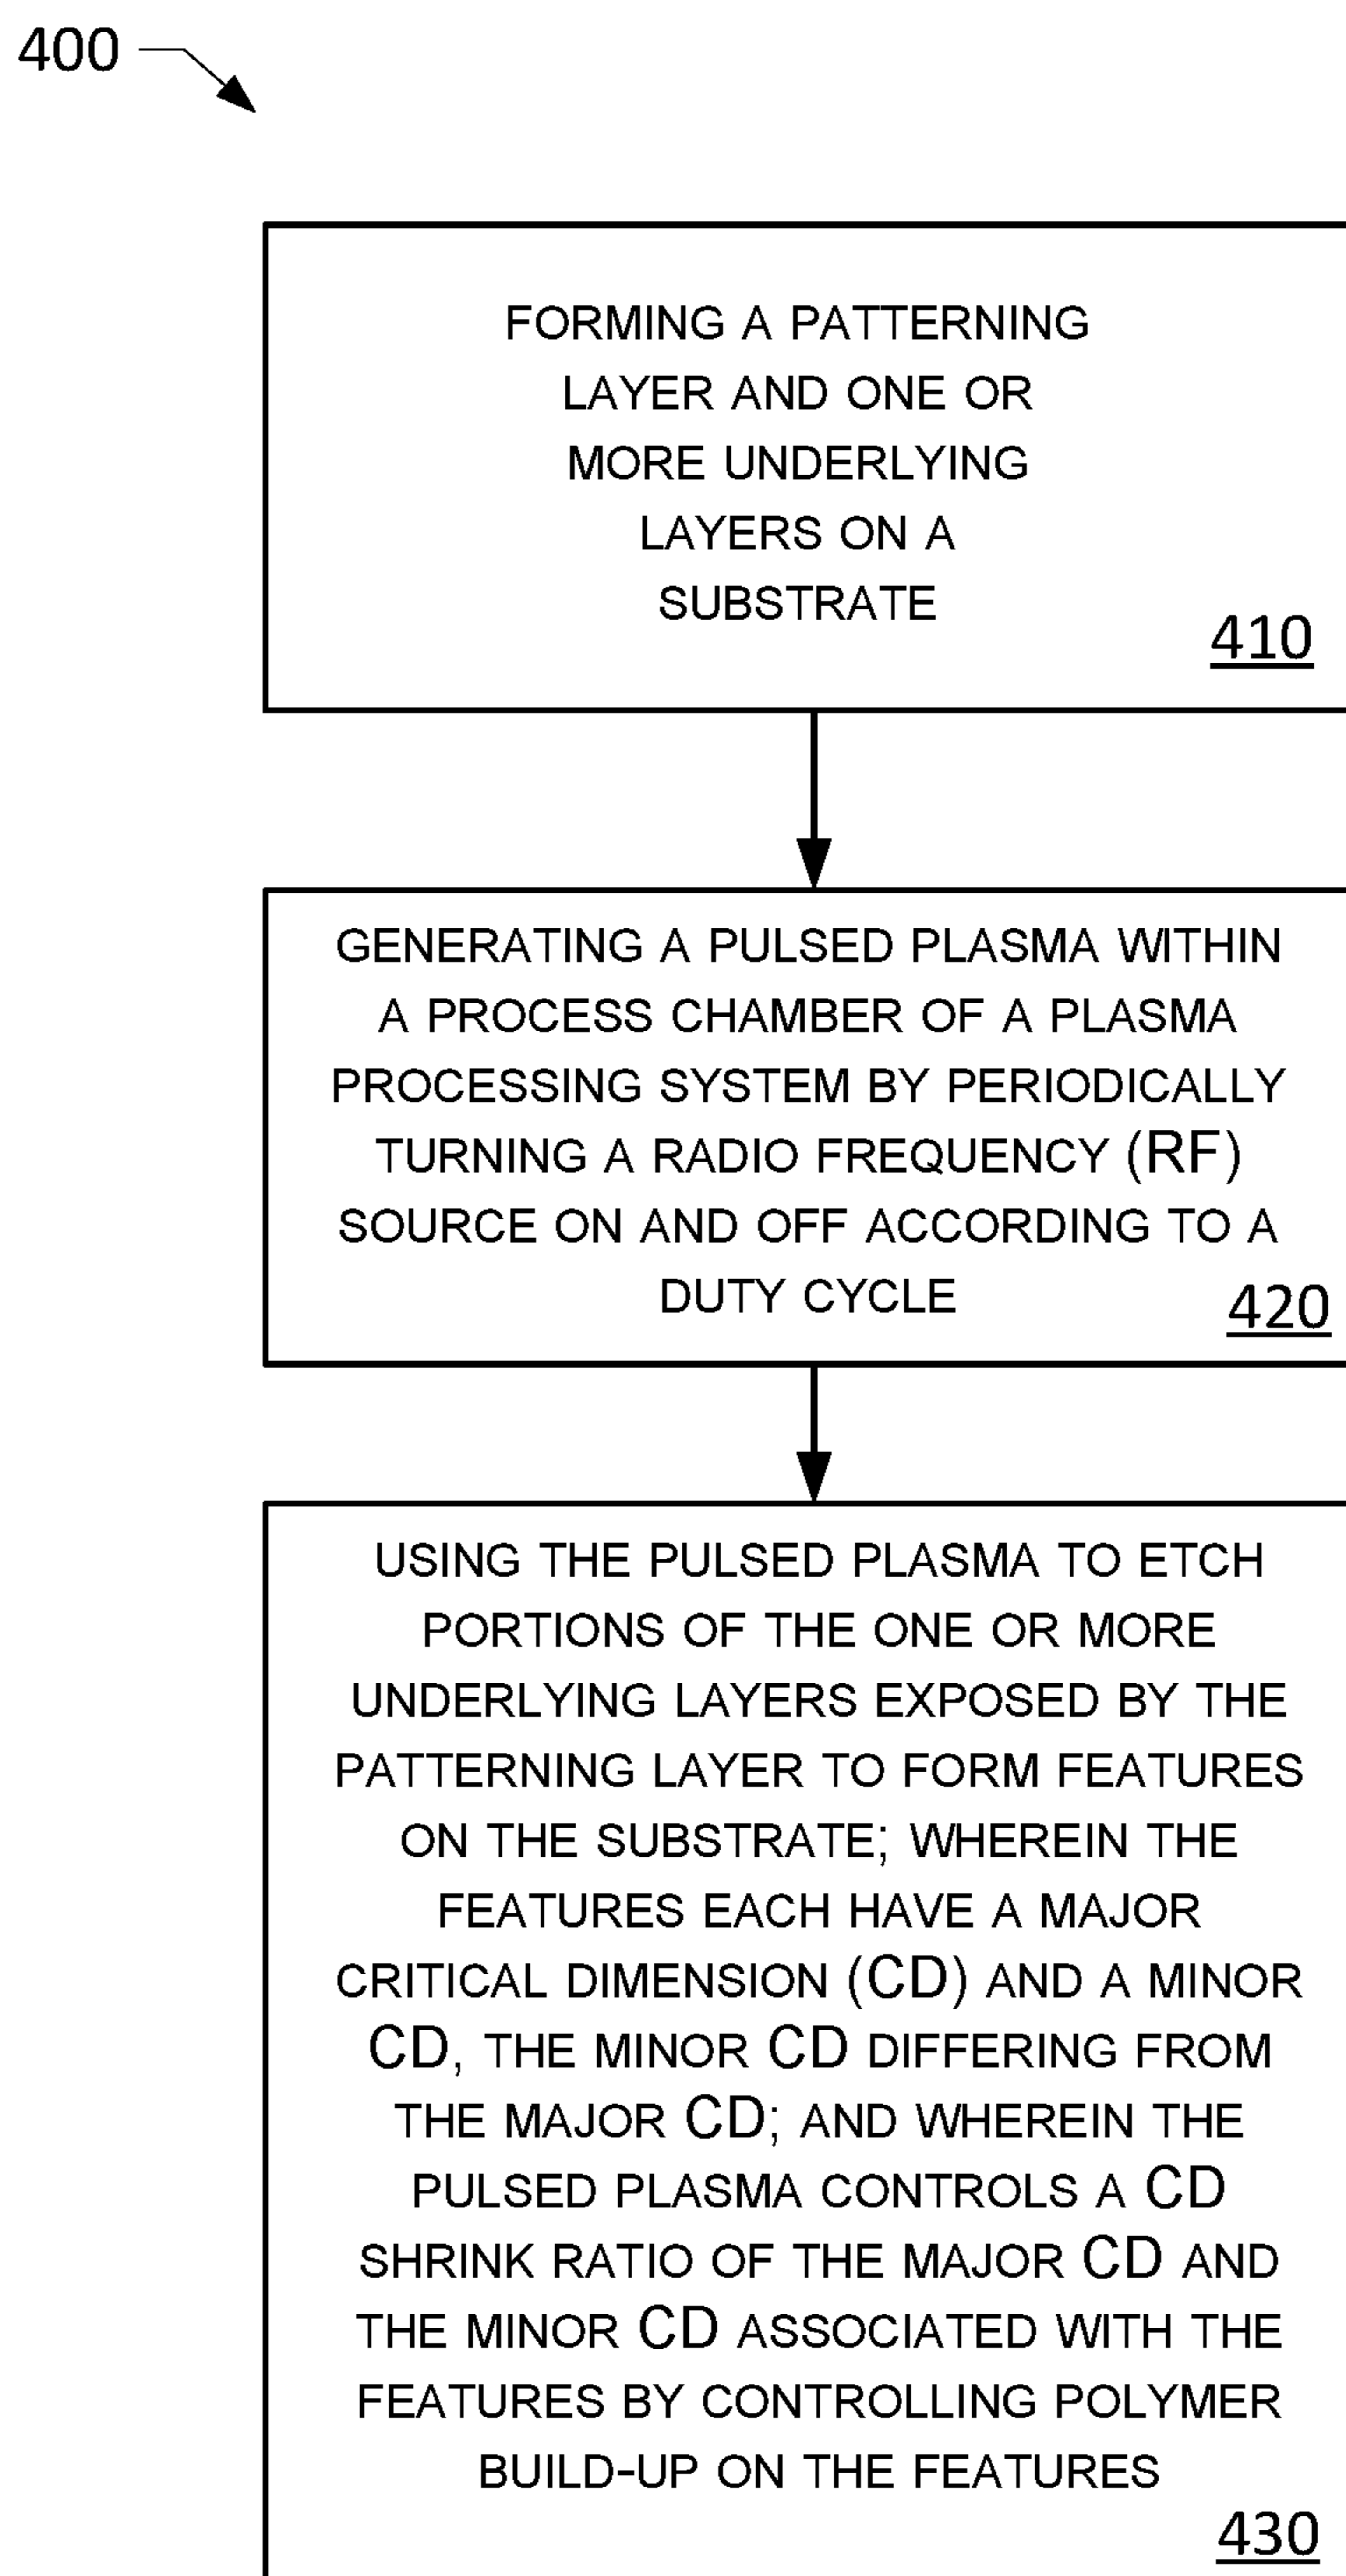 400
FORMING A PATTERNING
LAYER AND ONE OR
MORE UNDERLYING
LAYERS ON A
SUBSTRATE
410
GENERATING A PULSED PLASMA WITHIN
A PROCESS CHAMBER OF A PLASMA
PROCESSING SYSTEM BY PERIODICALLY
TURNING A RADIO FREQUENCY (RF)
SOURCE ON AND OFF ACCORDING TO A
DUTY CYCLE
420
USING THE PULSED PLASMA TO ETCH
PORTIONS OF THE ONE OR MORE
UNDERLYING LAYERS EXPOSED BY THE
PATTERNING LAYER TO FORM FEATURES
ON THE SUBSTRATE; WHEREIN THE
FEATURES EACH HAVE A MAJOR
CRITICAL DIMENSION (CD) AND A MINOR
CD, THE MINOR CD DIFFERING FROM
THE MAJOR CD; AND WHEREIN THE
PULSED PLASMA CONTROLS A CD
SHRINK RATIO OF THE MAJOR CD AND
THE MINOR CD ASSOCIATED WITH THE
FEATURES BY CONTROLLING POLYMER
BUILD-UP ON THE FEATURES
430